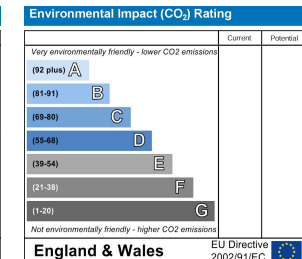 Environmental Impact (CO₂) Rating
Current Potential
Very environmentally friendly - lower CO2 emissions
(92 plus) A
(81-91) B
(69-80) C
(55-68) D
(39-54) E
(21-38) F
(1-20) G
Not environmentally friendly - higher CO2 emissions
England & Wales
EU Directive
2002/91/EC